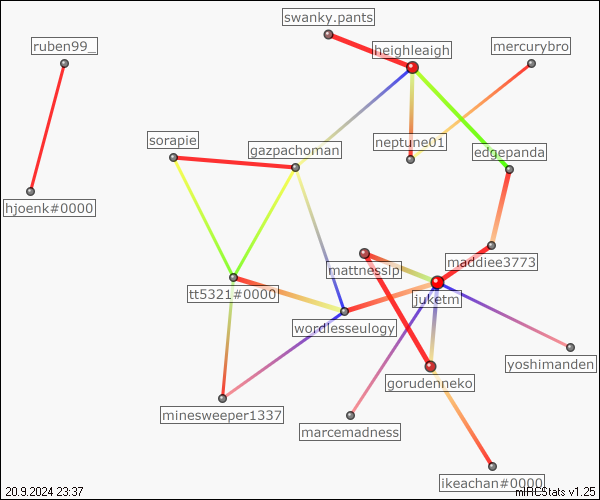 swanky.pants
ruben99_
heighleaigh
mercurybro
sorapie
gazpachoman
neptune01
edgepanda
hjoenk#0000
mattnesslp
maddiee3773
tt5321#0000
juketm
wordlesseulogy
yoshimanden
gorudenneko
minesweeper1337
marcemadness
ikeachan#0000
20.9.2024 23:37
mIRCStats v1.25